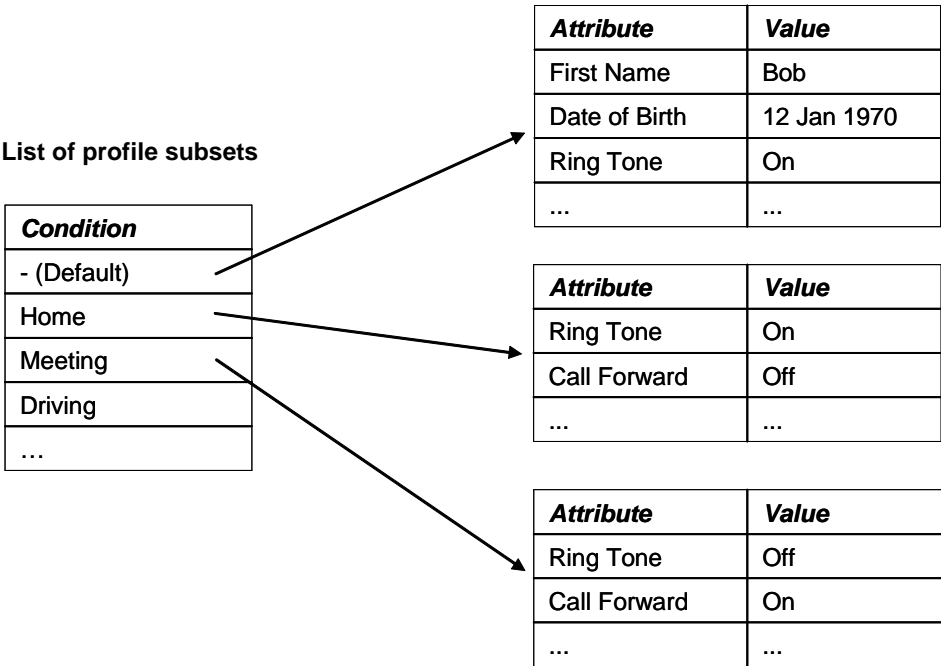 List of profile subsets
Condition
- (Default)
Home
Meeting
Driving
...
Attribute Value
First Name Bob
Date of Birth 12 Jan 1970
Ring Tone On
... ...
Attribute Value
Ring Tone On
Call Forward Off
... ...
Attribute Value
Ring Tone Off
Call Forward On
... ...